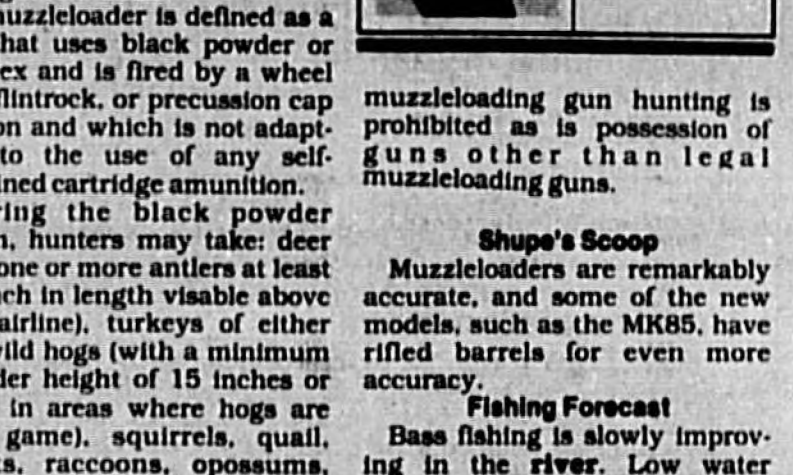 muzzleloader is defined as a
that uses black powder or
ex and is fired by a wheel
flintrock, or precussion cap
on and which is not adapt-
to the use of any self-
ined cartridge amunition.
ring the black powder
n, hunters may take: deer
one or more antlers at least
nch in length visable above
airline), turkeys of either
wild hogs (with a minimum
der height of 15 inches or
in areas where hogs are
game), squirrels, quail,
ts, raccoons, opossums,
muzzleloading gun hunting is
prohibited as is possession of
guns other than legal
muzzleloading guns.
Shupe's Scoop
Muzzleloaders are remarkably
accurate, and some of the new
models, such as the MK85, have
rifled barrels for even more
accuracy.
Fishing Forecast
Bass fishing is slowly improv-
ing in the river. Low water